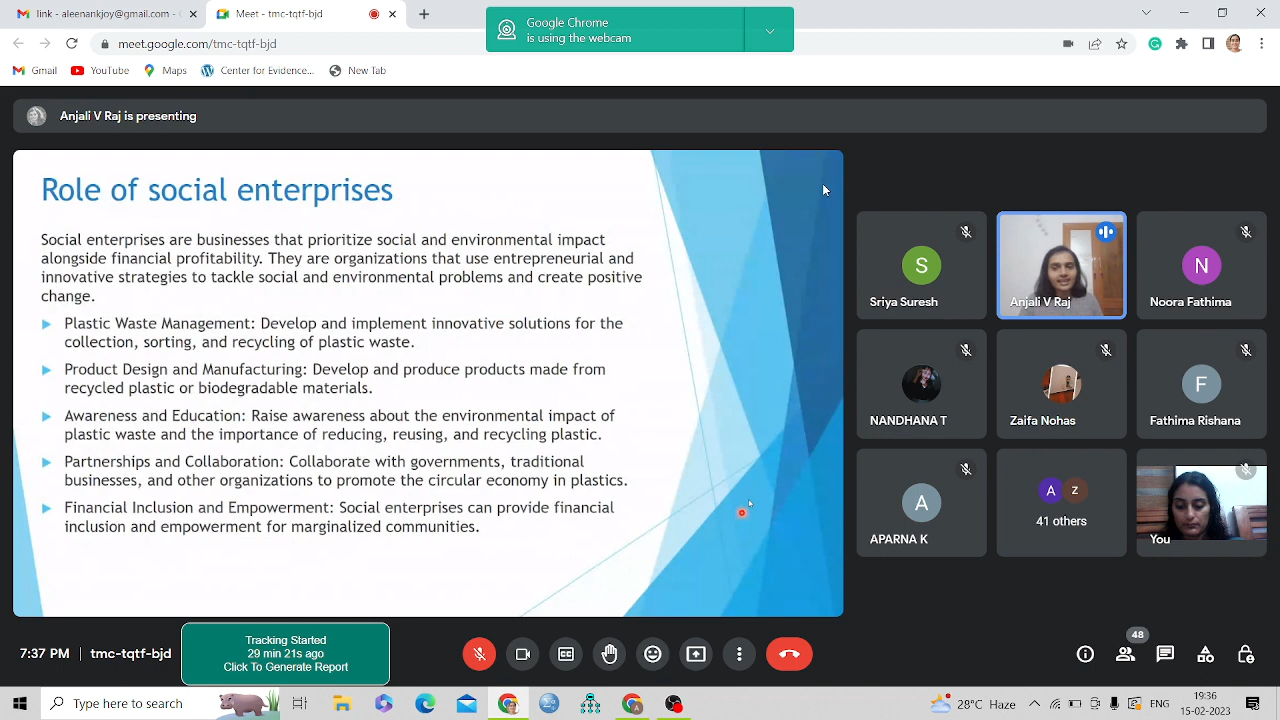 link - aleenankjoy@gmail.com -
Meet - tmc-tqtf-bjd
Google Chrome
is using the webcam
meet.google.com/tmc-tqtf-bjd
Gmail
YouTube
Maps
Center for Evidence...
New Tab
Anjali V Raj is presenting
Role of social enterprises
Social enterprises are businesses that prioritize social and environmental impact
alongside financial profitability. They are organizations that use entrepreneurial and
innovative strategies to tackle social and environmental problems and create positive
change.
Plastic Waste Management: Develop and implement innovative solutions for the
collection, sorting, and recycling of plastic waste.
Product Design and Manufacturing: Develop and produce products made from
recycled plastic or biodegradable materials.
Awareness and Education: Raise awareness about the environmental impact of
plastic waste and the importance of reducing, reusing, and recycling plastic.
Partnerships and Collaboration: Collaborate with governments, traditional
businesses, and other organizations to promote the circular economy in plastics.
Financial Inclusion and Empowerment: Social enterprises can provide financial
inclusion and empowerment for marginalized communities.
S
Sriya Suresh
Anjali V Raj
N
Noora Fathima
NANDHANA T
Zaifa Nohas
F
Fathima Rishana
A
APARNA K
A z
41 others
You
7:37 PM
tmc-tqtf-bjd
Tracking Started
29 min 21s ago
Click To Generate Report
48
Type here to search
28°C Haze
ENG
19:36
15-02-2023